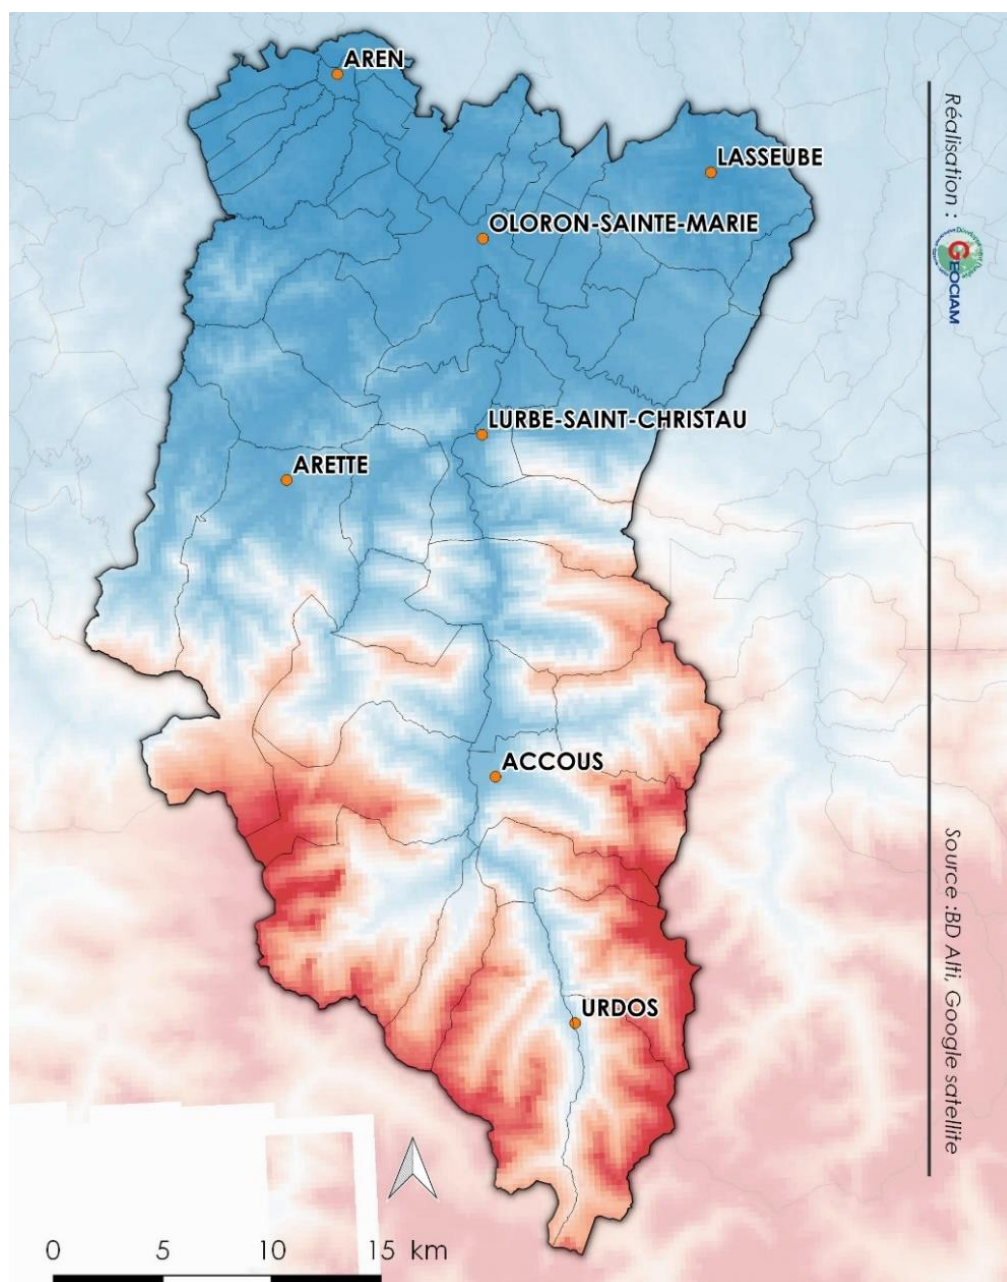 AREN
LASSEUBE
OLORON-SAINTE-MARIE
LURBE-SAINT-CHRISTAU
ARETTE
ACCOUS
URDOS
0 5 10 15 km
Réalisation :
GEOCIAM
Source :BD Alti, Google satellite